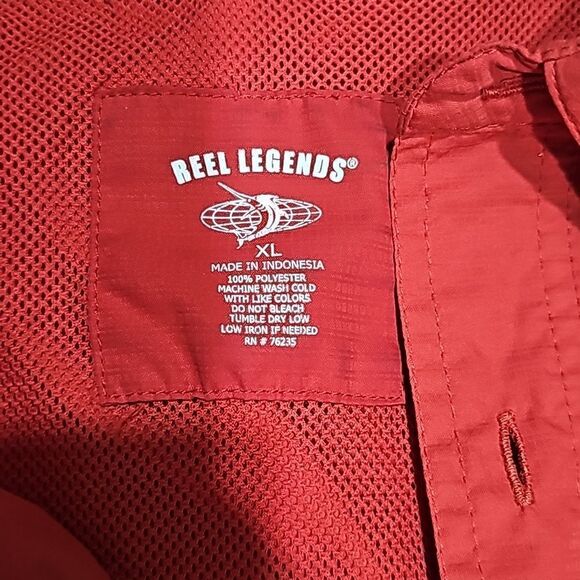 REEL LEGENDS®
XL
MADE IN INDONESIA
100% POLYESTER
MACHINE WASH COLD
WITH LIKE COLORS
DO NOT BLEACH
TUMBLE DRY LOW
LOW IRON IF NEEDED
RN # 76235